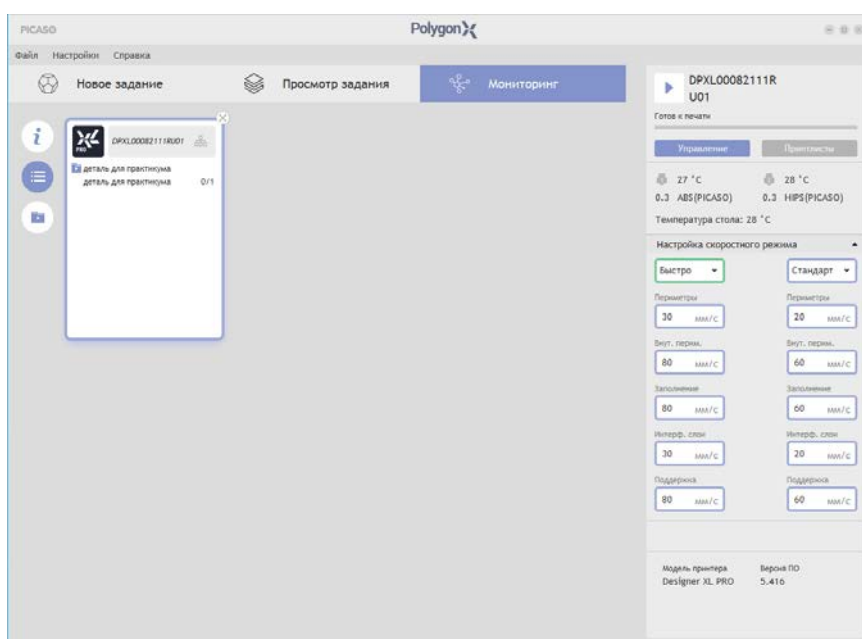 PICASO
Polygon X
Файл Настройки Справка
Новое задание
Просмотр задания
Мониторинг
i
XL
PRO
DPXL00082111RU01
деталь для практикума
деталь для практикума 0/1
DPXL00082111R
U01
Готов к печати
Управление
Принтлисты
27 °C
28 °C
0.3 ABS(PICASO)
0.3 HIPS(PICASO)
Температура стола: 28 °C
Настройка скоростного режима
Быстро
Стандарт
Периметры
Периметры
30 мм/с
20 мм/с
Внут. перим.
Внут. перим.
80 мм/с
60 мм/с
Заполнение
Заполнение
80 мм/с
60 мм/с
Интерф. слои
Интерф. слои
30 мм/с
20 мм/с
Поддержка
Поддержка
80 мм/с
60 мм/с
Модель принтера
Версия ПО
Designer XL PRO
5.416